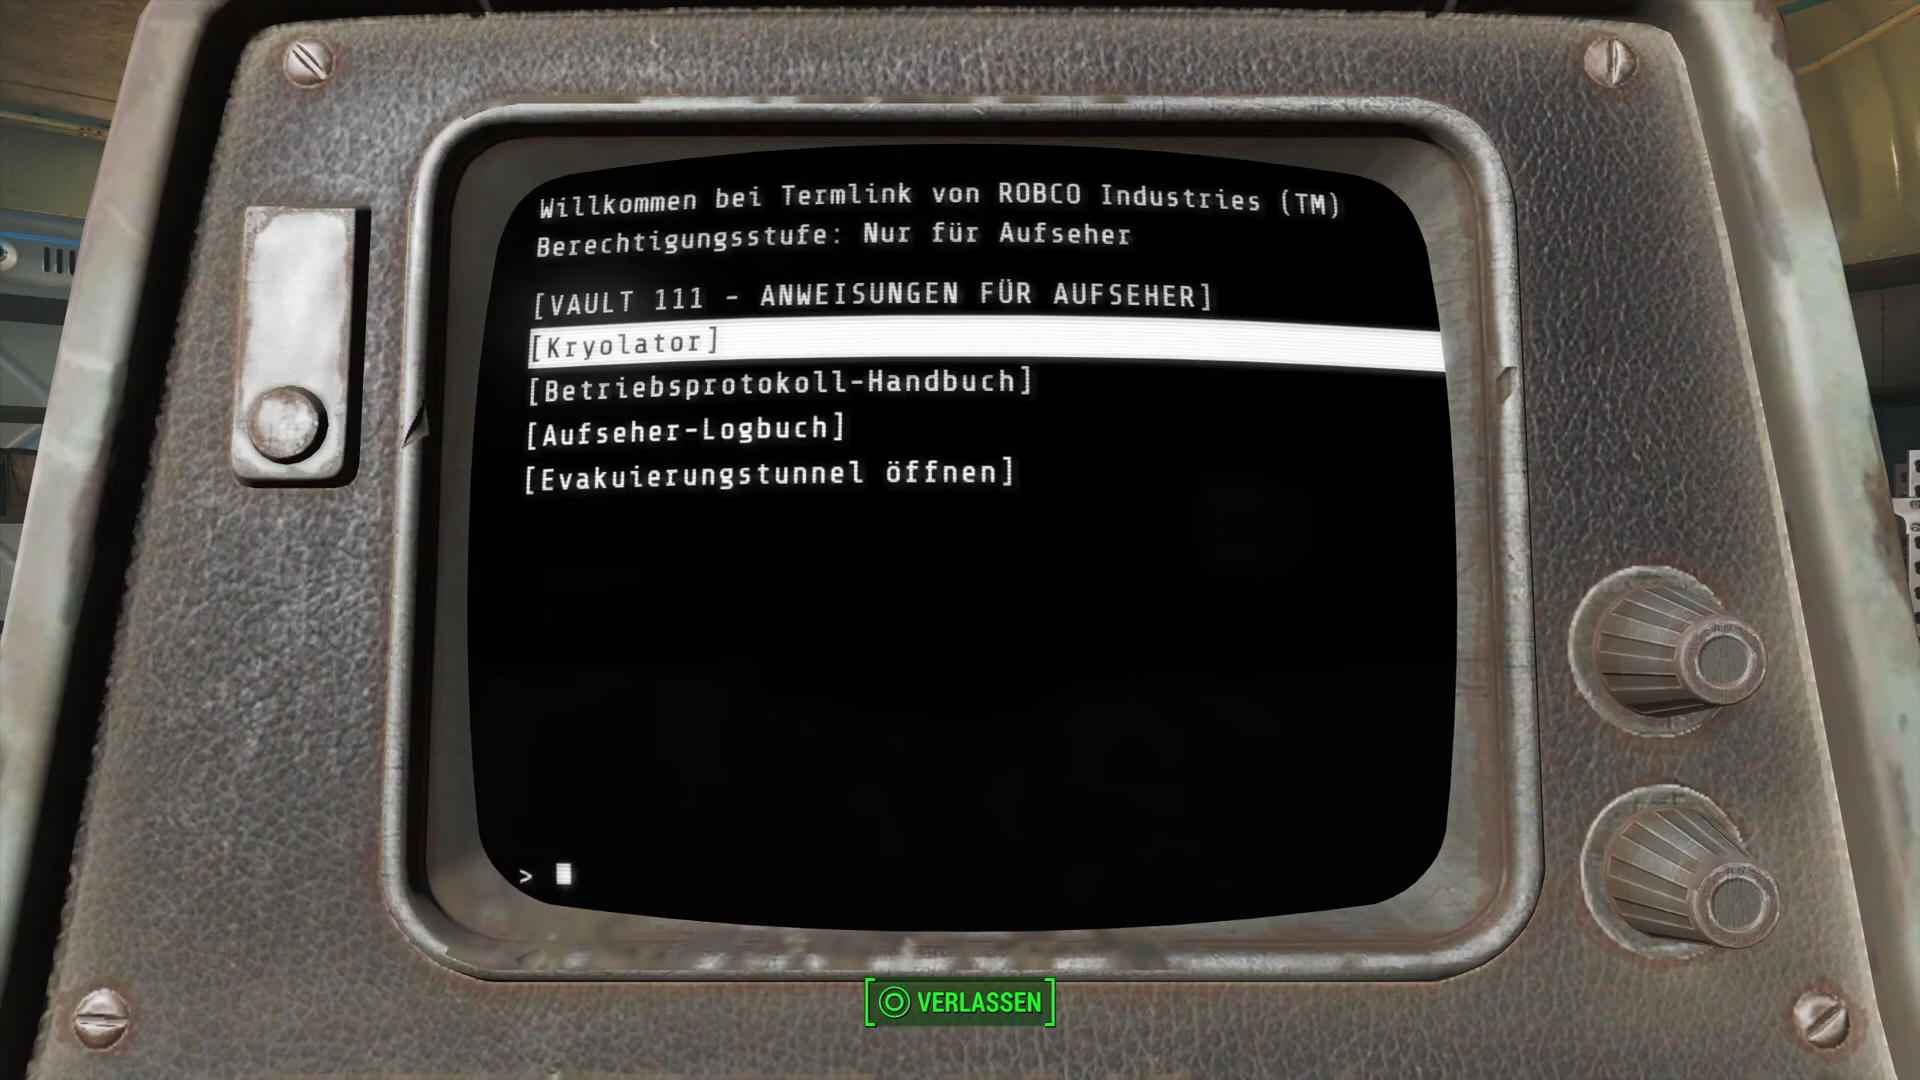 Willkommen bei Termlink von ROBCO Industries (TM)
Berechtigungsstufe: Nur für Aufseher
[VAULT 111 - ANWEISUNGEN FÜR AUFSEHER]
[Kryolator]
[Betriebsprotokoll-Handbuch]
[Aufseher-Logbuch]
[Evakuierungstunnel öffnen]
>
VERLASSEN